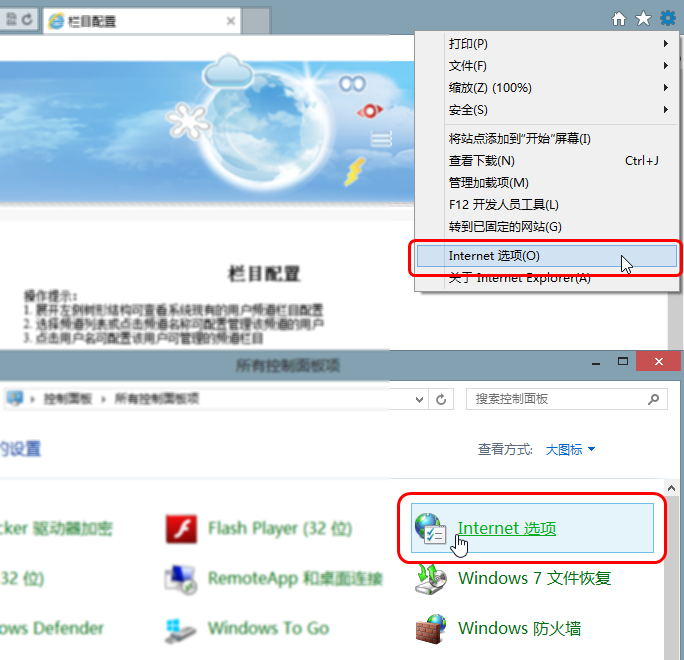 栏目配置
打印(P)
文件(F)
缩放(Z) (100%)
安全(S)
将站点添加到"开始"屏幕(I)
查看下载(N) Ctrl+J
管理加载项(M)
F12 开发人员工具(L)
转到已固定的网站(G)
Internet 选项(O)
关于 Internet Explorer(A)
栏目配置
操作提示:
1. 展开左侧树形结构可查看系统现有的用户频道栏目配置
2. 选择频道列表或点击频道名称可配置管理该频道的用户
3. 点击用户名可配置该用户可管理的频道栏目
所有控制面板项
控制面板 › 所有控制面板项
搜索控制面板
的设置
查看方式: 大图标
cker 驱动器加密
Flash Player (32 位)
Internet 选项
32 位)
RemoteApp 和桌面连接
Windows 7 文件恢复
ows Defender
Windows To Go
Windows 防火墙